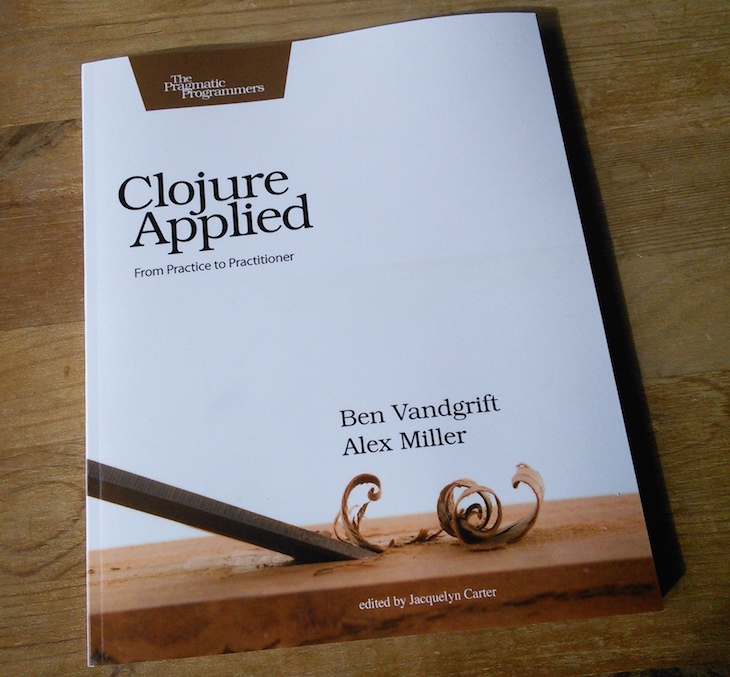 The
Pragmatic
Programmers
Clojure
Applied
From Practice to Practitioner
Ben Vandgrift
Alex Miller
edited by Jacquelyn Carter